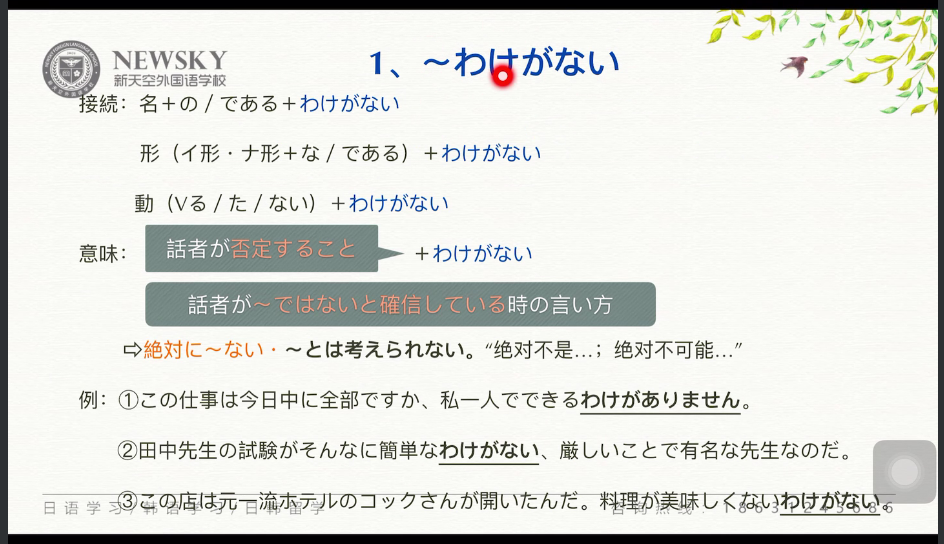 NEWSKY
新天空外国语学校
1、～わけがない
接続：名＋の / である＋わけがない
形（イ形・ナ形＋な / である）＋わけがない
動（Vる / た / ない）＋わけがない
意味： 話者が否定すること ＋わけがない
話者が～ではないと確信している時の言い方
⇨絶対に～ない・～とは考えられない。“绝对不是…；绝对不可能…”
例：①この仕事は今日中に全部ですか、私一人でできるわけがありません。
②田中先生の試験がそんなに簡単なわけがない、厳しいことで有名な先生なのだ。
③この店は元一流ホテルのコックさんが開いたんだ。料理が美味しくないわけがない。
日语学习/韩语学习/日韩留学
咨询热线：18631245686